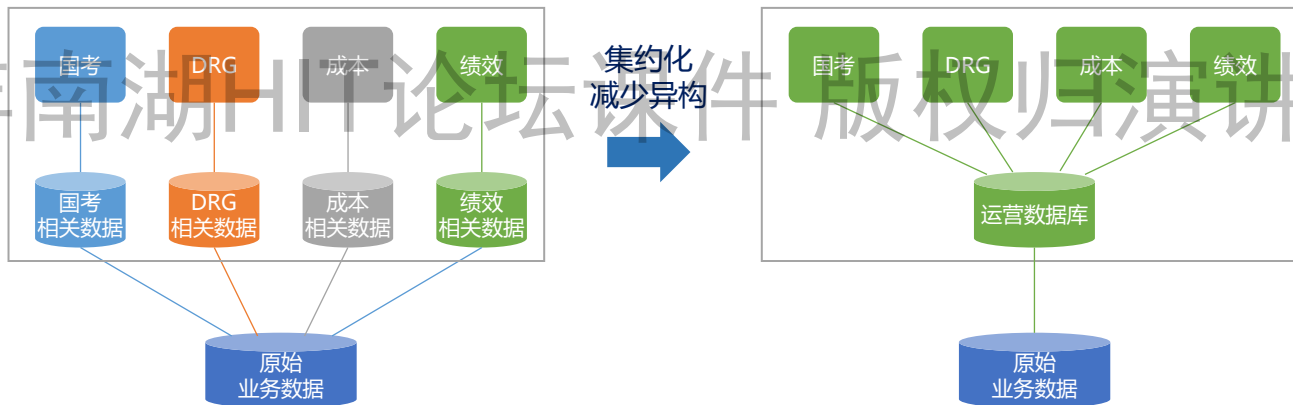 国考
DRG
成本
绩效
国考
相关数据
DRG
相关数据
成本
相关数据
绩效
相关数据
原始
业务数据
集约化
减少异构
国考
DRG
成本
绩效
运营数据库
原始
业务数据
南湖HIT论坛课件 版权归演讲